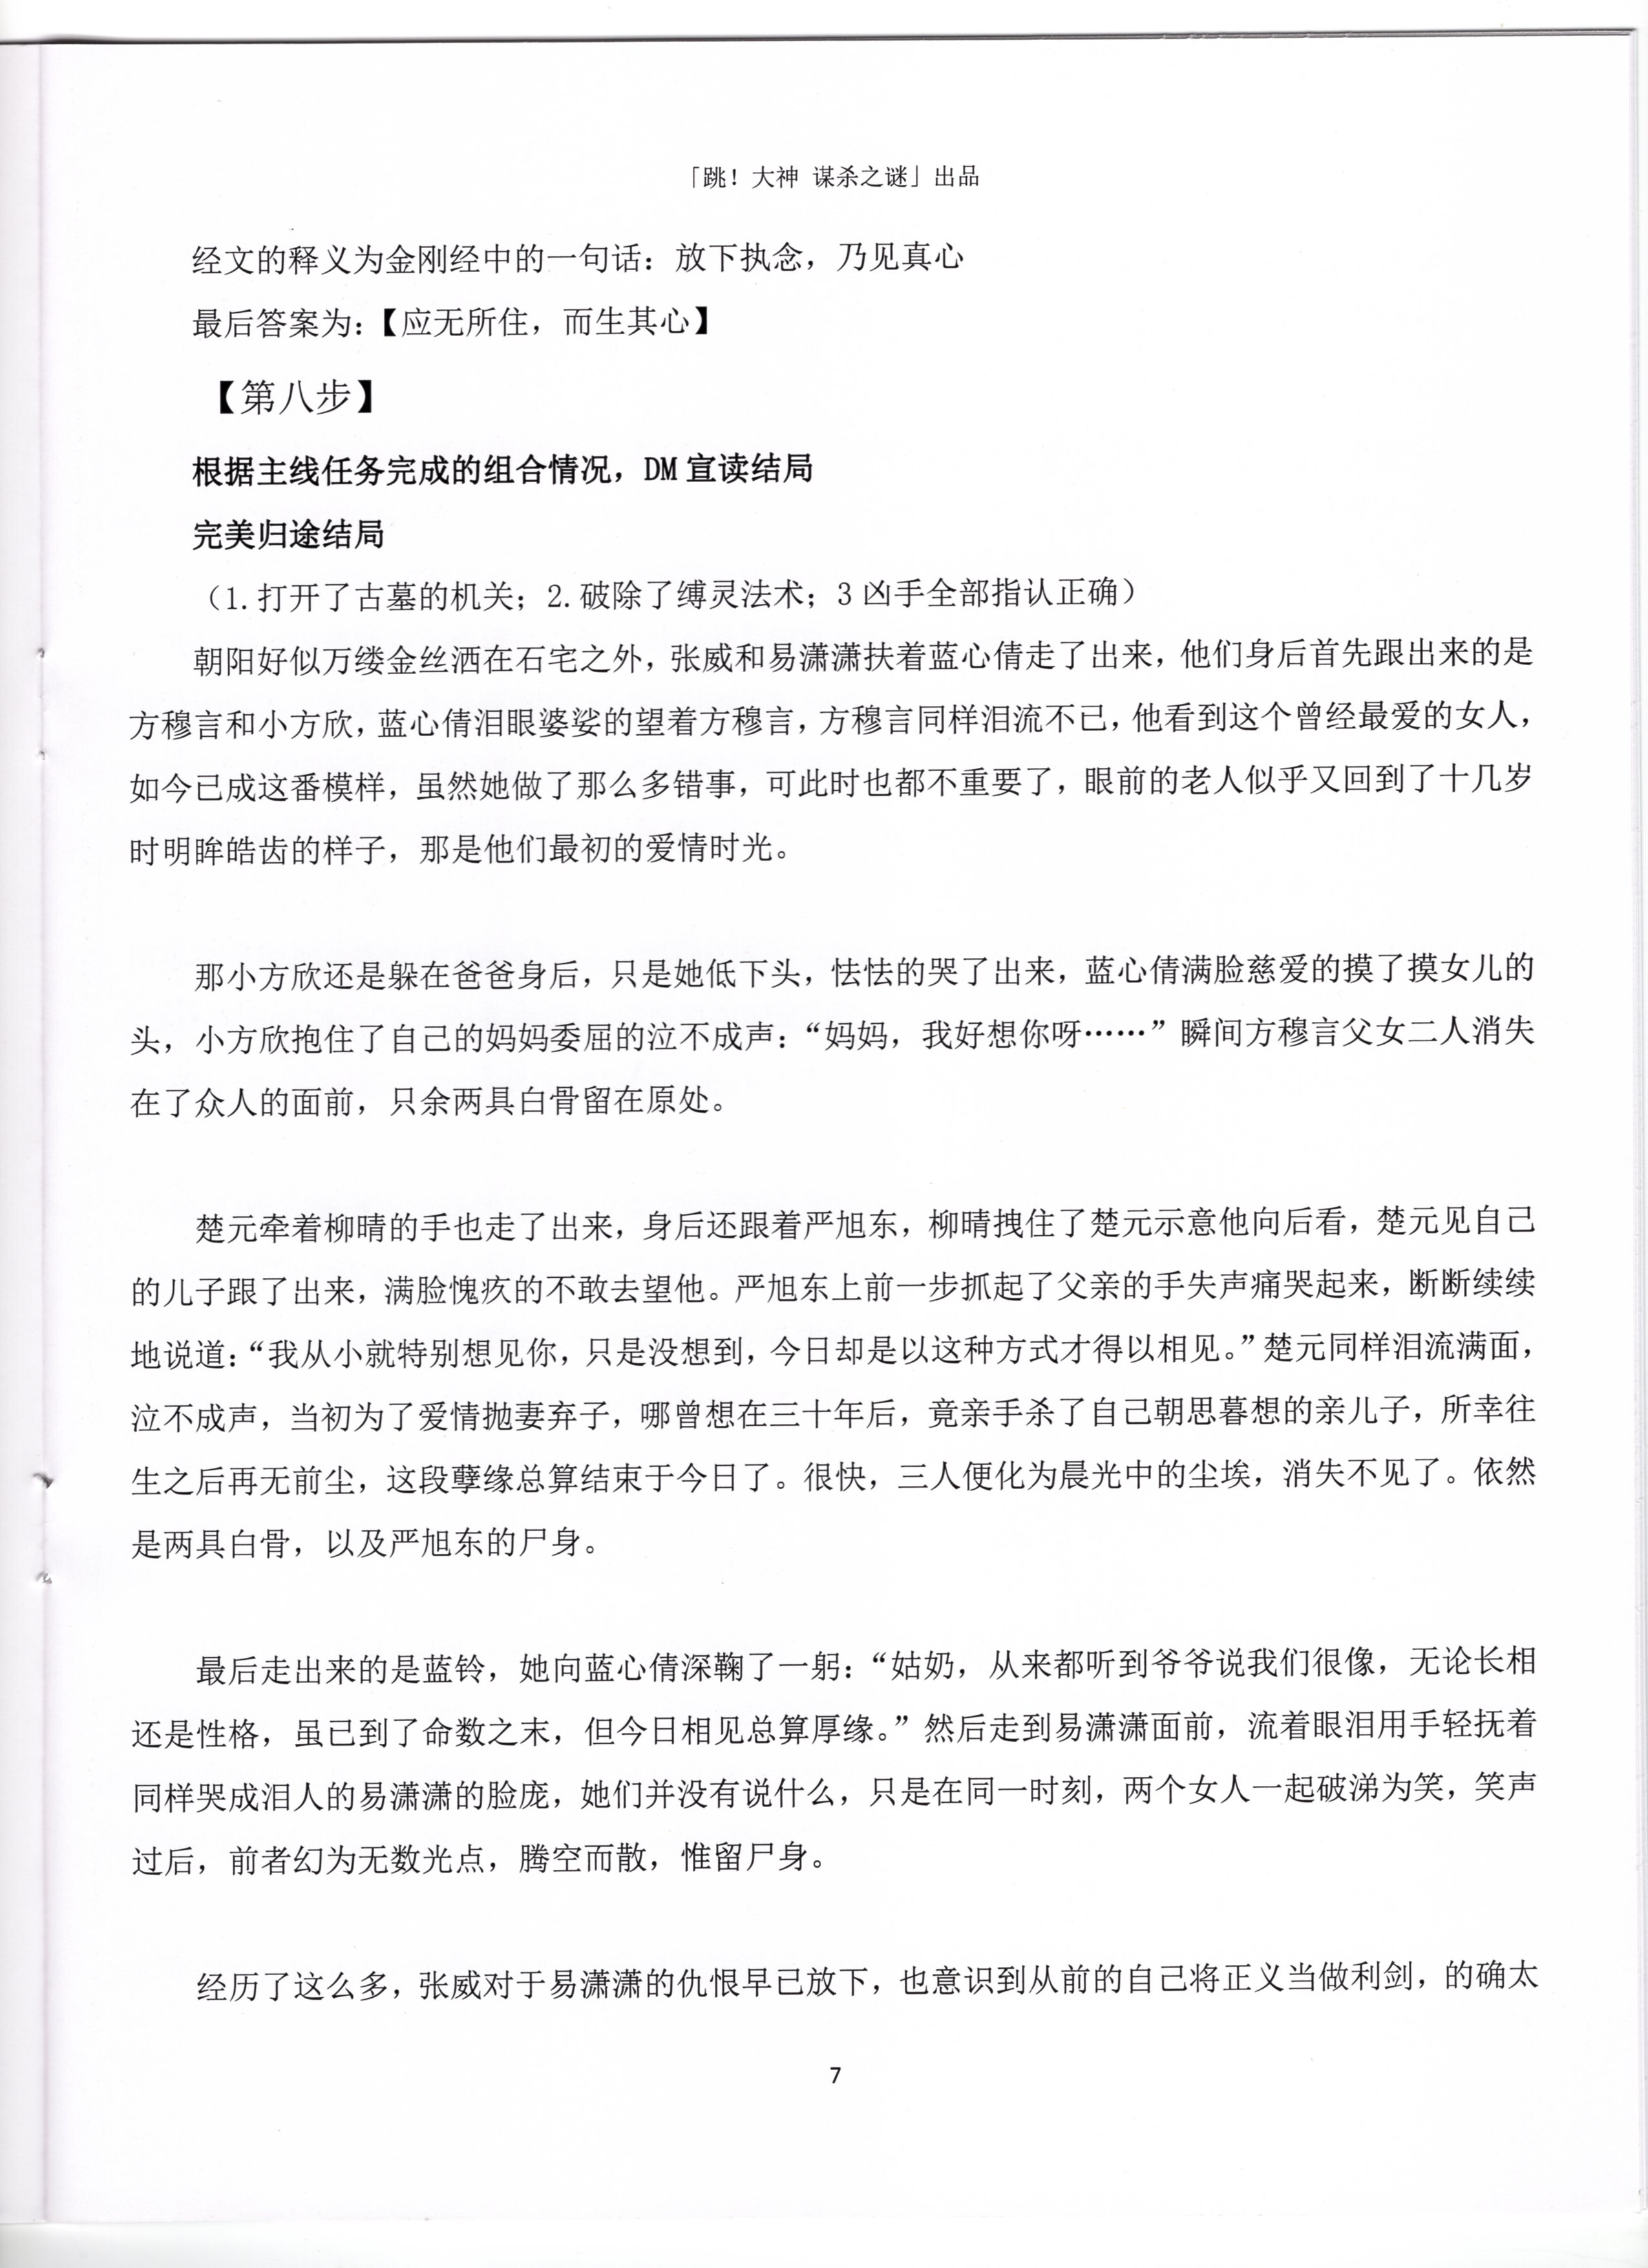 「跳！大神 谋杀之谜」出品
经文的释义为金刚经中的一句话：放下执念，乃见真心
最后答案为：【应无所住，而生其心】
【第八步】
根据主线任务完成的组合情况，DM 宣读结局
完美归途结局
（1.打开了古墓的机关；2.破除了缚灵法术；3 凶手全部指认正确）
朝阳好似万缕金丝洒在石宅之外，张威和易潇潇扶着蓝心倩走了出来，他们身后首先跟出来的是
方穆言和小方欣，蓝心倩泪眼婆娑的望着方穆言，方穆言同样泪流不已，他看到这个曾经最爱的女人，
如今已成这番模样，虽然她做了那么多错事，可此时也都不重要了，眼前的老人似乎又回到了十几岁
时明眸皓齿的样子，那是他们最初的爱情时光。
那小方欣还是躲在爸爸身后，只是她低下头，怯怯的哭了出来，蓝心倩满脸慈爱的摸了摸女儿的
头，小方欣抱住了自己的妈妈委屈的泣不成声：“妈妈，我好想你呀……”瞬间方穆言父女二人消失
在了众人的面前，只余两具白骨留在原处。
楚元牵着柳晴的手也走了出来，身后还跟着严旭东，柳晴拽住了楚元示意他向后看，楚元见自己
的儿子跟了出来，满脸愧疚的不敢去望他。严旭东上前一步抓起了父亲的手失声痛哭起来，断断续续
地说道：“我从小就特别想见你，只是没想到，今日却是以这种方式才得以相见。”楚元同样泪流满面，
泣不成声，当初为了爱情抛妻弃子，哪曾想在三十年后，竟亲手杀了自己朝思暮想的亲儿子，所幸往
生之后再无前尘，这段孽缘总算结束于今日了。很快，三人便化为晨光中的尘埃，消失不见了。依然
是两具白骨，以及严旭东的尸身。
最后走出来的是蓝铃，她向蓝心倩深鞠了一躬：“姑奶，从来都听到爷爷说我们很像，无论长相
还是性格，虽已到了命数之末，但今日相见总算厚缘。”然后走到易潇潇面前，流着眼泪用手轻抚着
同样哭成泪人的易潇潇的脸庞，她们并没有说什么，只是在同一时刻，两个女人一起破涕为笑，笑声
过后，前者幻为无数光点，腾空而散，惟留尸身。
经历了这么多，张威对于易潇潇的仇恨早已放下，也意识到从前的自己将正义当做利剑，的确太
7